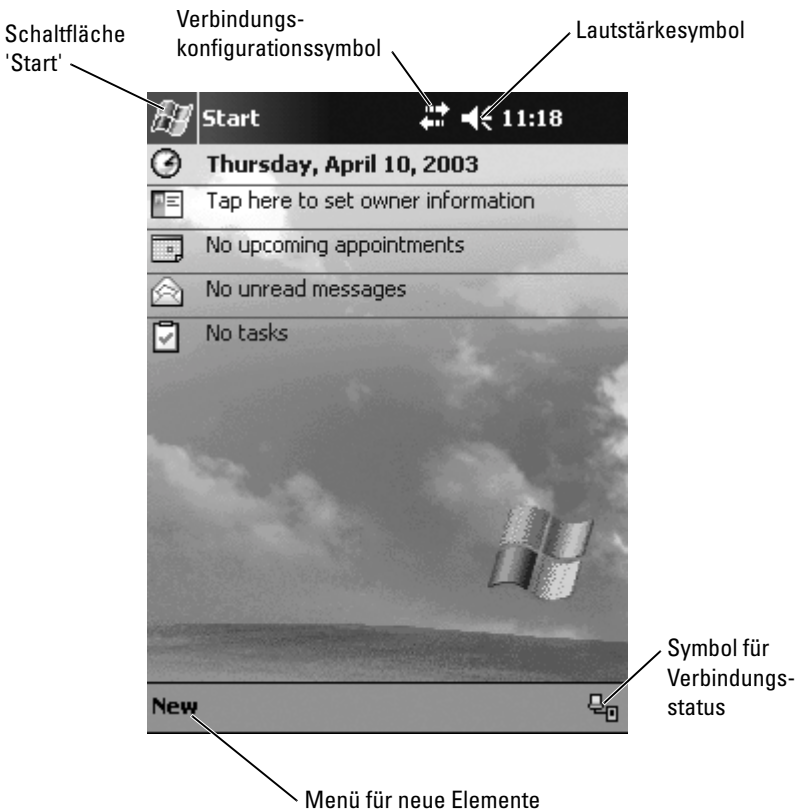 Schaltfläche
'Start'
Verbindungs-
konfigurationssymbol
Lautstärkesymbol
Start
11:18
Thursday, April 10, 2003
Tap here to set owner information
No upcoming appointments
No unread messages
No tasks
New
Symbol für
Verbindungs-
status
Menü für neue Elemente